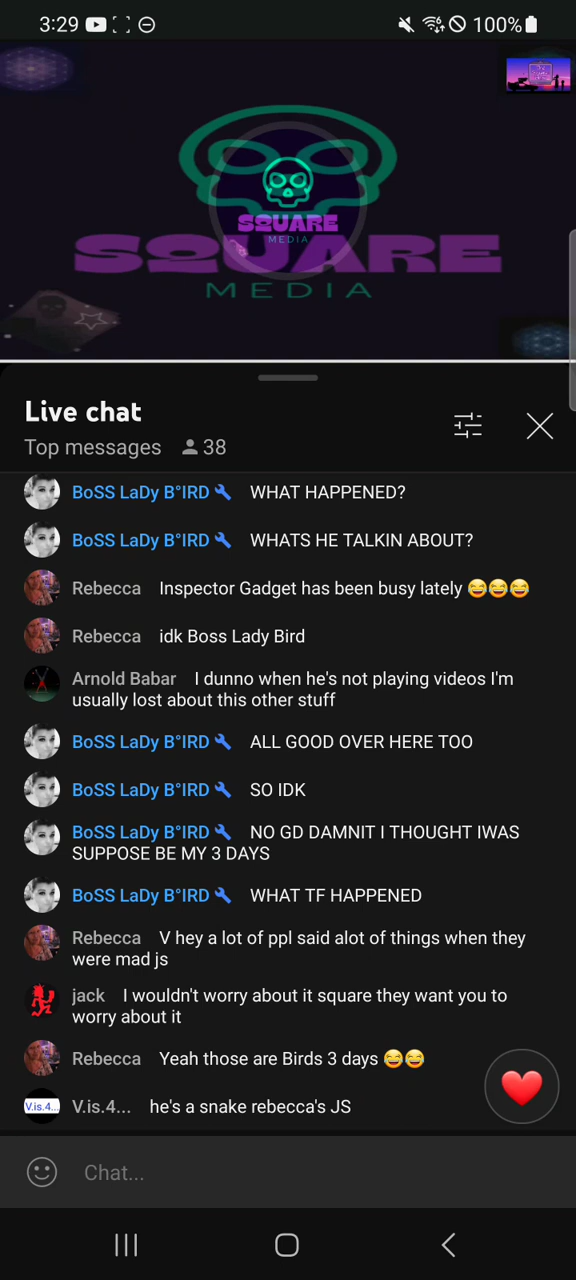 3:29
100%
SQUARE
MEDIA
SQUARE
MEDIA
Live chat
Top messages 38
BoSS LaDy B°IRD WHAT HAPPENED?
BoSS LaDy B°IRD WHATS HE TALKIN ABOUT?
Rebecca Inspector Gadget has been busy lately 😂😂😂
Rebecca idk Boss Lady Bird
Arnold Babar I dunno when he's not playing videos I'm
usually lost about this other stuff
BoSS LaDy B°IRD ALL GOOD OVER HERE TOO
BoSS LaDy B°IRD SO IDK
BoSS LaDy B°IRD NO GD DAMNIT I THOUGHT IWAS
SUPPOSE BE MY 3 DAYS
BoSS LaDy B°IRD WHAT TF HAPPENED
Rebecca V hey a lot of ppl said alot of things when they
were mad js
jack I wouldn't worry about it square they want you to
worry about it
Rebecca Yeah those are Birds 3 days 😂😂
V.is.4... V.is.4... he's a snake rebecca's JS
Chat...